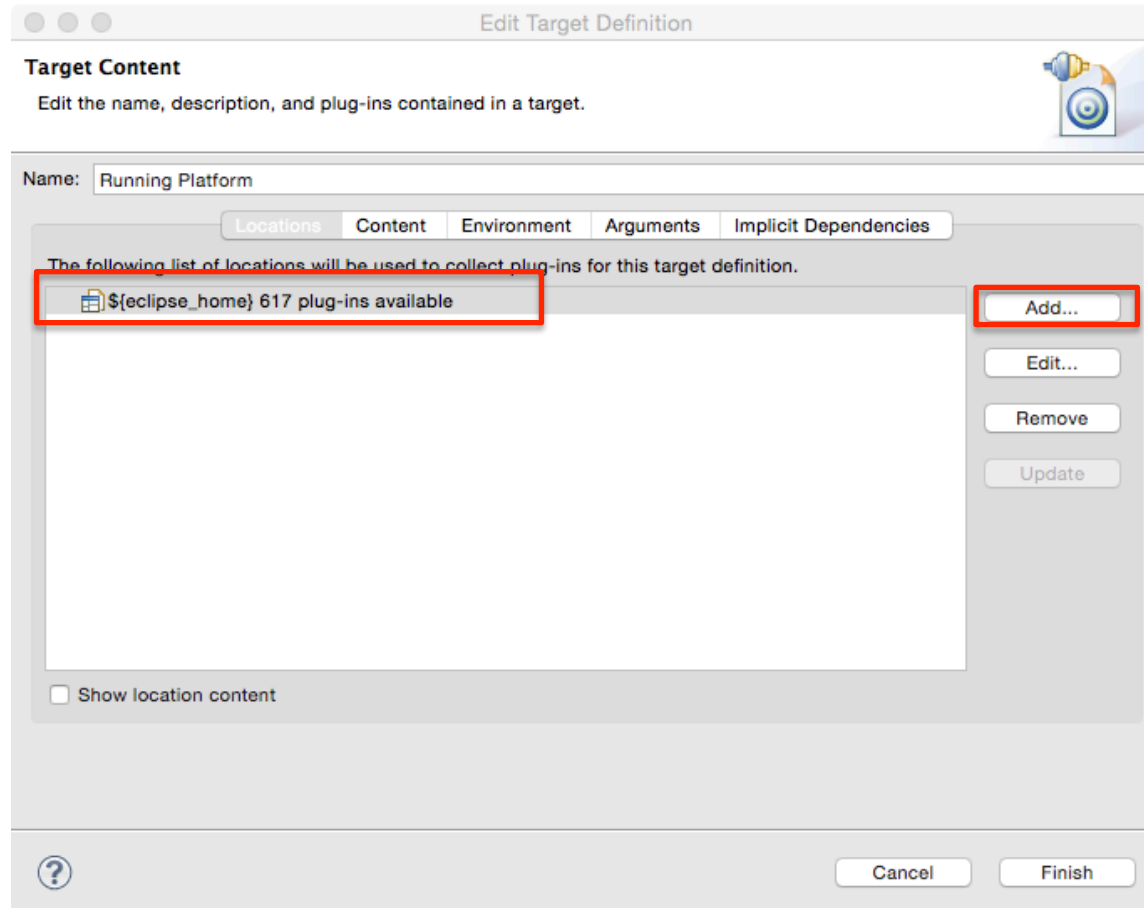 Edit Target Definition
Target Content
Edit the name, description, and plug-ins contained in a target.
Name: Running Platform
Locations Content Environment Arguments Implicit Dependencies
The following list of locations will be used to collect plug-ins for this target definition.
${eclipse_home} 617 plug-ins available
Add...
Edit...
Remove
Update
Show location content
? Cancel Finish